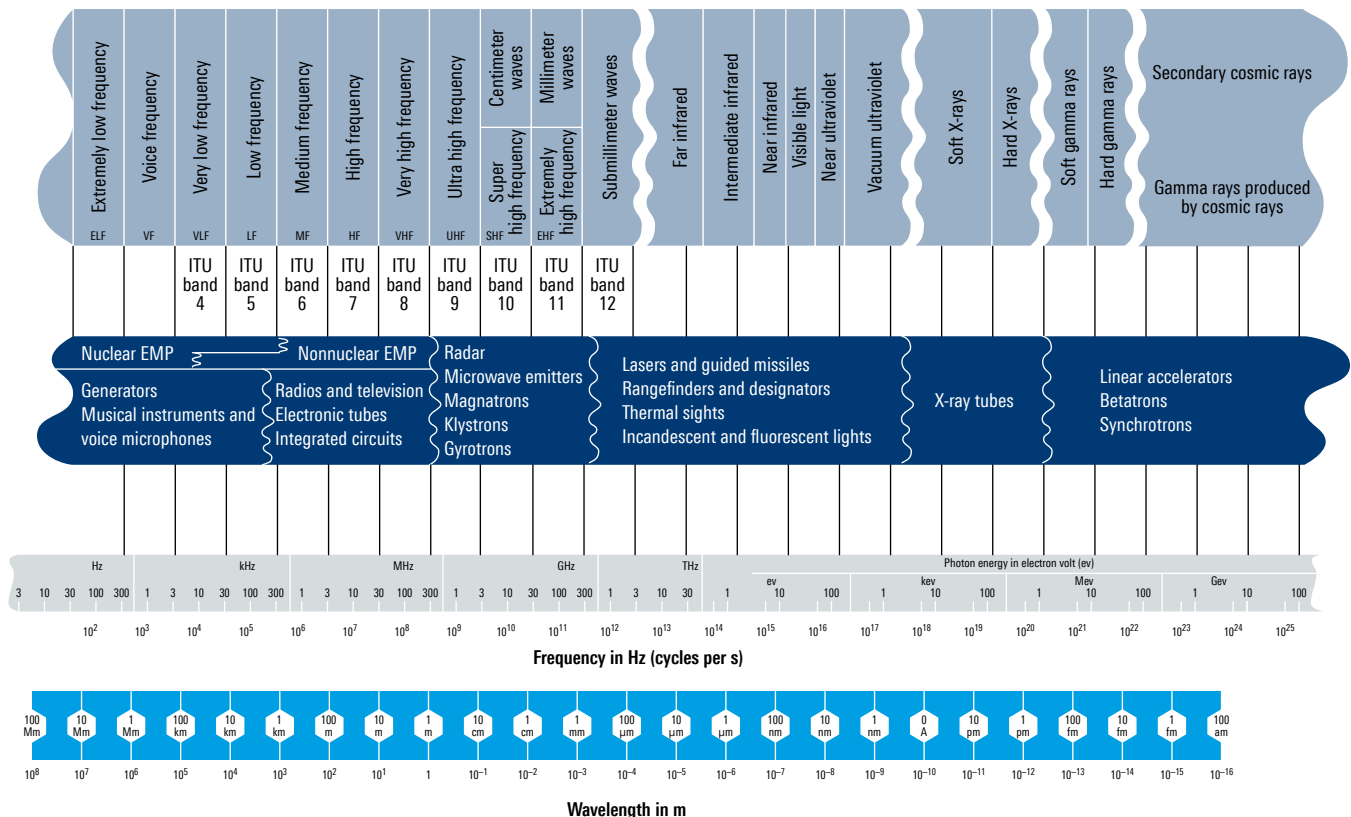 Extremely low frequency
ELF
Voice frequency
VF
Very low frequency
VLF
Low frequency
LF
Medium frequency
MF
High frequency
HF
Very high frequency
VHF
Ultra high frequency
UHF
Centimeter
waves
Super
high frequency
SHF
Millimeter
waves
Extremely
high frequency
EHF
Submillimeter waves
Far infrared
Intermediate infrared
Near infrared
Visible light
Near ultraviolet
Vacuum ultraviolet
Soft X-rays
Hard X-rays
Soft gamma rays
Hard gamma rays
Secondary cosmic rays
Gamma rays produced
by cosmic rays
ITU
band
4
ITU
band
5
ITU
band
6
ITU
band
7
ITU
band
8
ITU
band
9
ITU
band
10
ITU
band
11
ITU
band
12
Nuclear EMP
Nonnuclear EMP
Generators
Musical instruments and
voice microphones
Radios and television
Electronic tubes
Integrated circuits
Radar
Microwave emitters
Magnatrons
Klystrons
Gyrotrons
Lasers and guided missiles
Rangefinders and designators
Thermal sights
Incandescent and fluorescent lights
X-ray tubes
Linear accelerators
Betatrons
Synchrotrons
Hz kHz MHz GHz THz Photon energy in electron volt (ev)
ev kev Mev Gev
3 10 30 100 300 1 3 10 30 100 300 1 3 10 30 100 300 1 3 10 30 100 300 1 3 10 30 1 10 100 1 10 100 1 10 100 1 10 100
10² 10³ 10⁴ 10⁵ 10⁶ 10⁷ 10⁸ 10⁹ 10¹⁰ 10¹¹ 10¹² 10¹³ 10¹⁴ 10¹⁵ 10¹⁶ 10¹⁷ 10¹⁸ 10¹⁹ 10²⁰ 10²¹ 10²² 10²³ 10²⁴ 10²⁵
Frequency in Hz (cycles per s)
100 10 1 100 10 1 100 10 1 10 1 1 100 10 1 100 10 1 0 10 1 100 10 1 100
Mm Mm Mm km km km m m m cm cm mm µm µm µm nm nm nm A pm pm fm fm fm am
10⁸ 10⁷ 10⁶ 10⁵ 10⁴ 10³ 10² 10¹ 1 10⁻¹ 10⁻² 10⁻³ 10⁻⁴ 10⁻⁵ 10⁻⁶ 10⁻⁷ 10⁻⁸ 10⁻⁹ 10⁻¹⁰ 10⁻¹¹ 10⁻¹² 10⁻¹³ 10⁻¹⁴ 10⁻¹⁵ 10⁻¹⁶
Wavelength in m